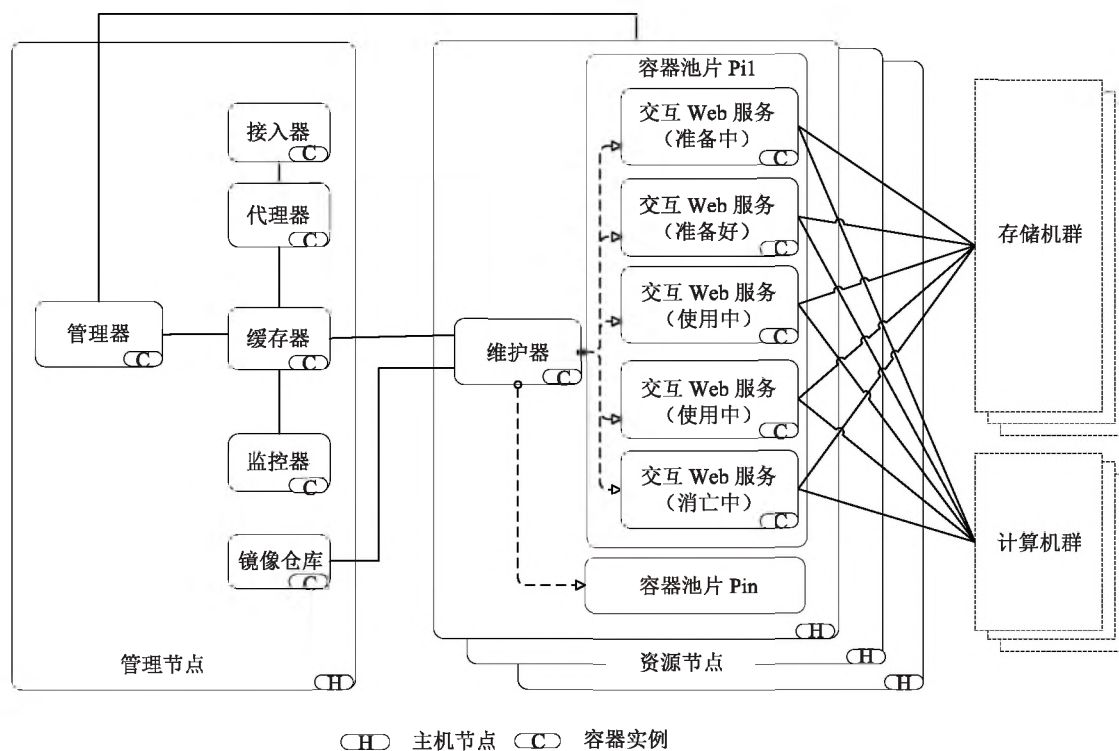 接入器
C
代理器
C
管理器
C
缓存器
C
监控器
C
镜像仓库
C
管理节点
H
维护器
C
容器池片 Pi1
交互 Web 服务
（准备中）
C
交互 Web 服务
（准备好）
C
交互 Web 服务
（使用中）
C
交互 Web 服务
（使用中）
C
交互 Web 服务
（消亡中）
C
容器池片 Pin
H
资源节点
H
H
存储机群
计算机群
H 主机节点 C 容器实例